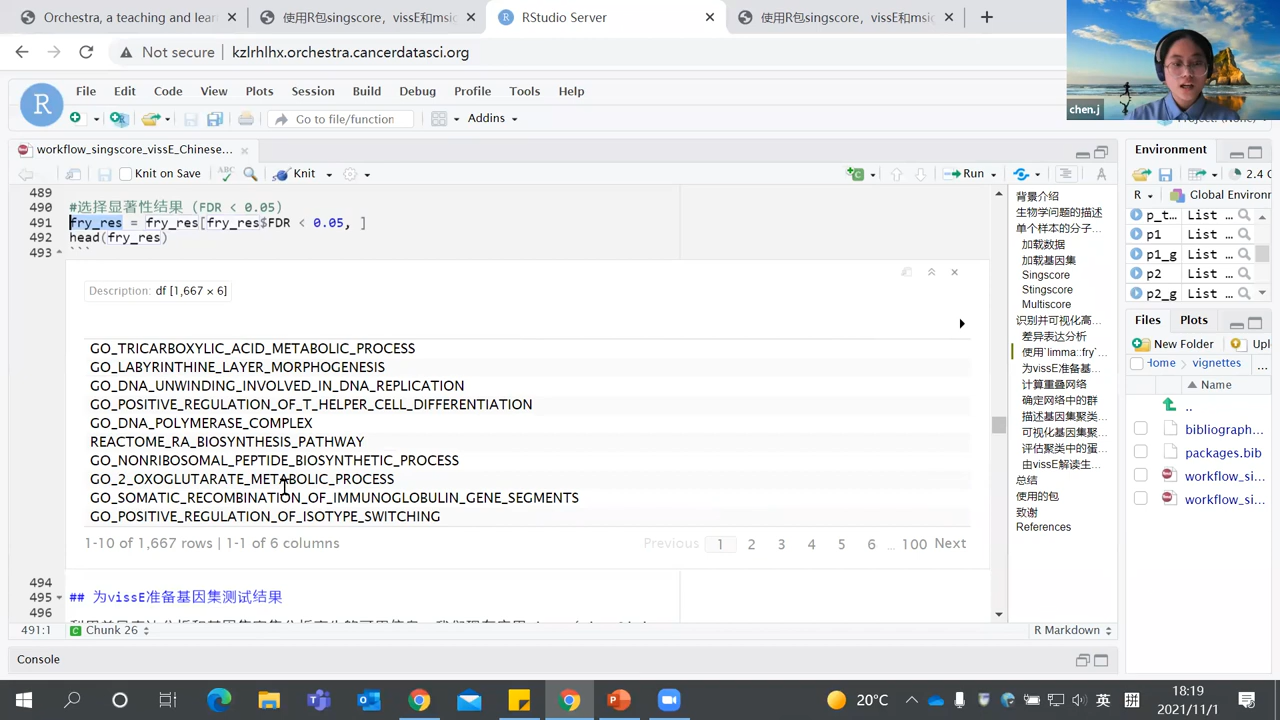 Orchestra, a teaching and lear
使用R包singscore，vissE和ms
RStudio Server
使用R包singscore，vissE和msic
Not secure
kzlrhlhx.orchestra.cancerdatasci.org
chen.j
File Edit Code View Plots Session Build Debug Profile Tools Help
Go to file/function
Addins
Project: (None)
workflow_singscore_vissE_Chinese...
Knit on Save
Knit
Run
489
490 #选择显著性结果 (FDR < 0.05)
491 fry_res = fry_res[fry_res$FDR < 0.05, ]
492 head(fry_res)
493 ```
Description: df [1,667 × 6]
GO_TRICARBOXYLIC_ACID_METABOLIC_PROCESS
GO_LABYRINTHINE_LAYER_MORPHOGENESIS
GO_DNA_UNWINDING_INVOLVED_IN_DNA_REPLICATION
GO_POSITIVE_REGULATION_OF_T_HELPER_CELL_DIFFERENTIATION
GO_DNA_POLYMERASE_COMPLEX
REACTOME_RA_BIOSYNTHESIS_PATHWAY
GO_NONRIBOSOMAL_PEPTIDE_BIOSYNTHETIC_PROCESS
GO_2_OXOGLUTARATE_METABOLIC_PROCESS
GO_SOMATIC_RECOMBINATION_OF_IMMUNOGLOBULIN_GENE_SEGMENTS
GO_POSITIVE_REGULATION_OF_ISOTYPE_SWITCHING
1-10 of 1,667 rows | 1-1 of 6 columns
Previous 1 2 3 4 5 6 ... 100 Next
494
495 ## 为vissE准备基因集测试结果
496
491:1
Chunk 26
R Markdown
Console
背景介绍
生物学问题的描述
单个样本的分子...
加载数据
加载基因集
Singscore
Stingscore
Multiscore
识别并可视化高...
差异表达分析
使用`limma::fry`...
为vissE准备基...
计算重叠网络
确定网络中的群
描述基因集聚类...
可视化基因集聚...
评估聚类中的蛋...
由vissE解读生...
总结
使用的包
致谢
References
Environment
2.4 G
R
Global Environr
p_t... List ...
p1 List ...
p1_g List ...
p2 List ...
p2_g List ...
Files Plots
New Folder
Upl
Home vignettes
...
Name
..
bibliograph...
packages.bib
workflow_si...
workflow_si...
20°C
英
拼
18:19
2021/11/1